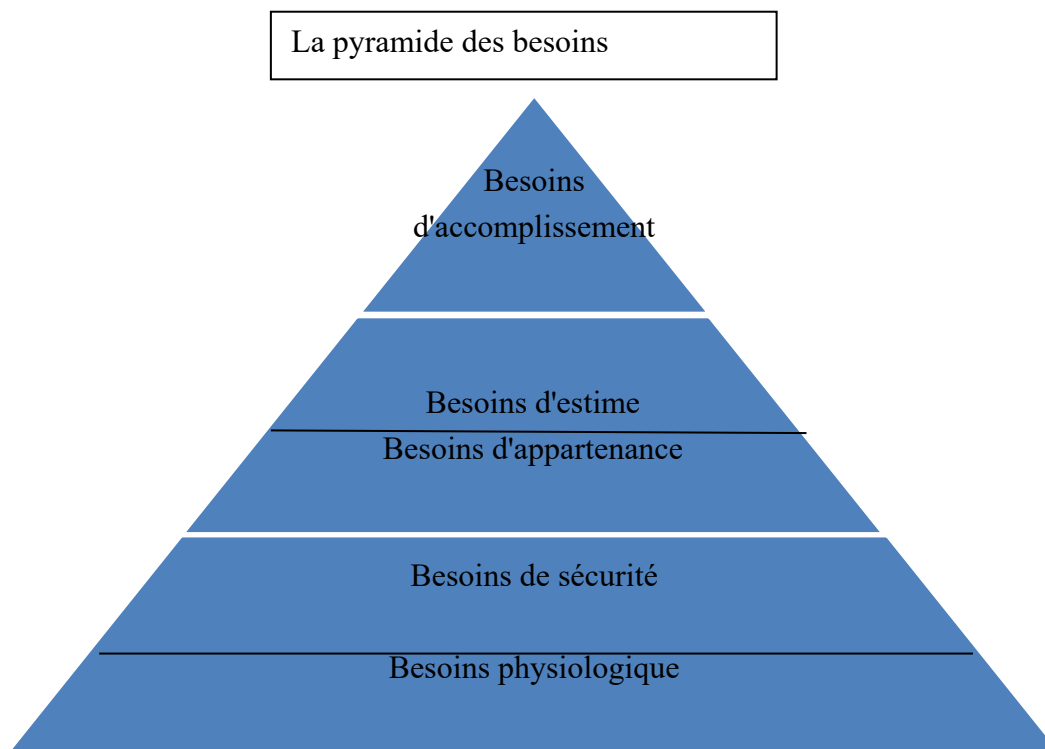 La pyramide des besoins
Besoins
d'accomplissement
Besoins d'estime
Besoins d'appartenance
Besoins de sécurité
Besoins physiologique